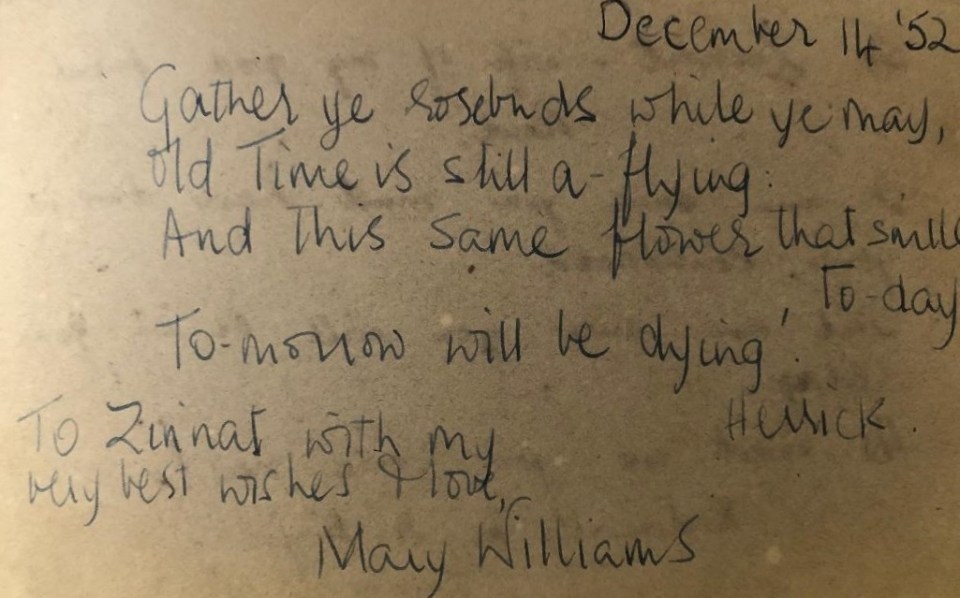 December 14 '52
Gather ye rosebuds while ye may,
Old Time is still a-flying:
And this same flower that smile
To-day,
To-morrow will be dying'.
Herrick.
To Zinnat with my
very best wishes & love,
Mary Williams